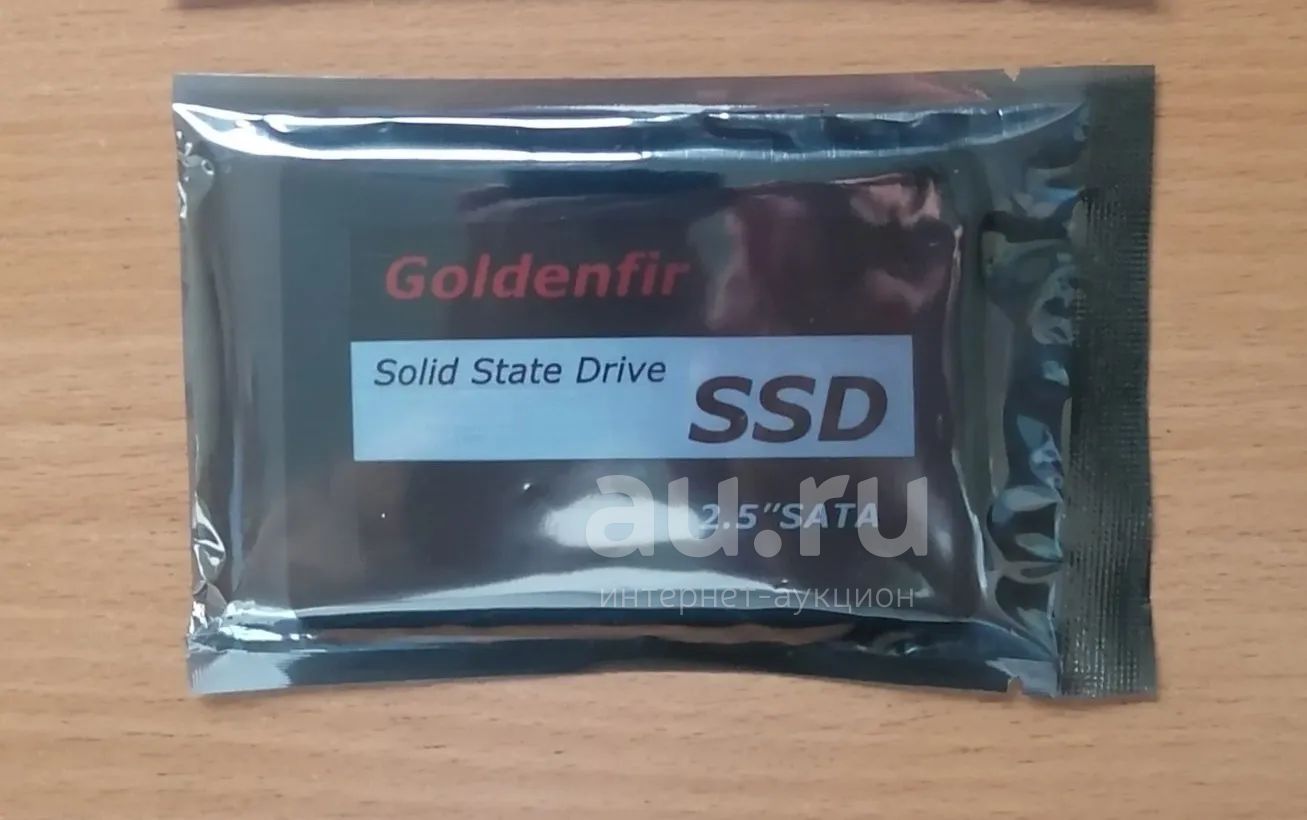 Goldenfir
Solid State Drive
SSD
2.5"SATA
au.ru
интернет-аукцион